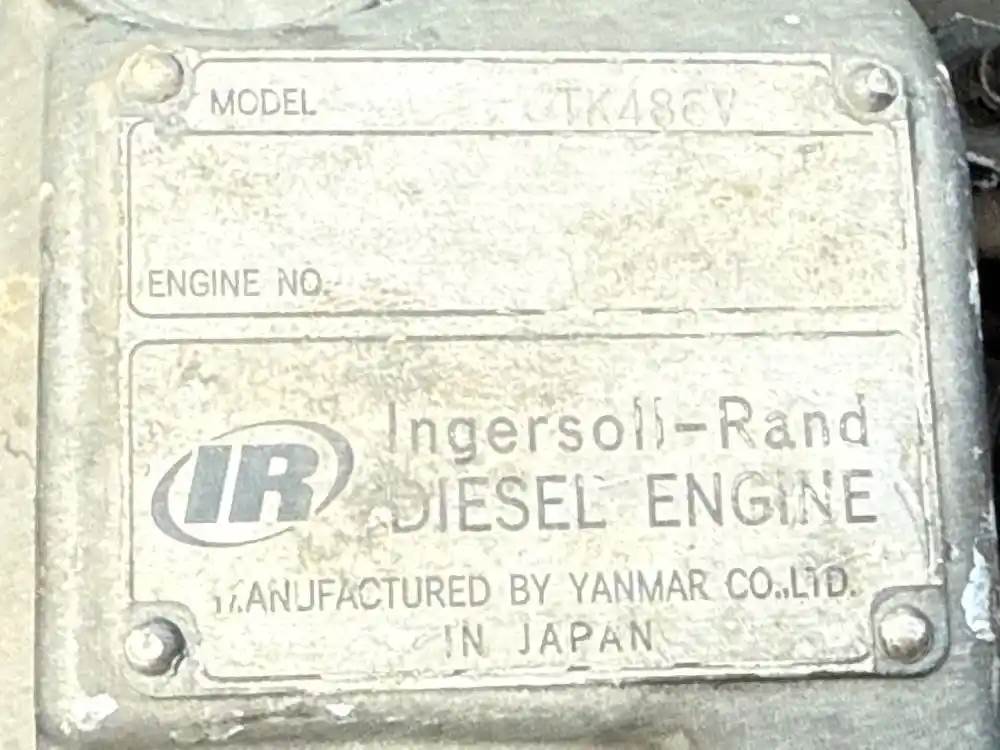 MODEL TK486V
ENGINE NO.
IR
Ingersoll-Rand
DIESEL ENGINE
MANUFACTURED BY YANMAR CO.,LTD.
IN JAPAN